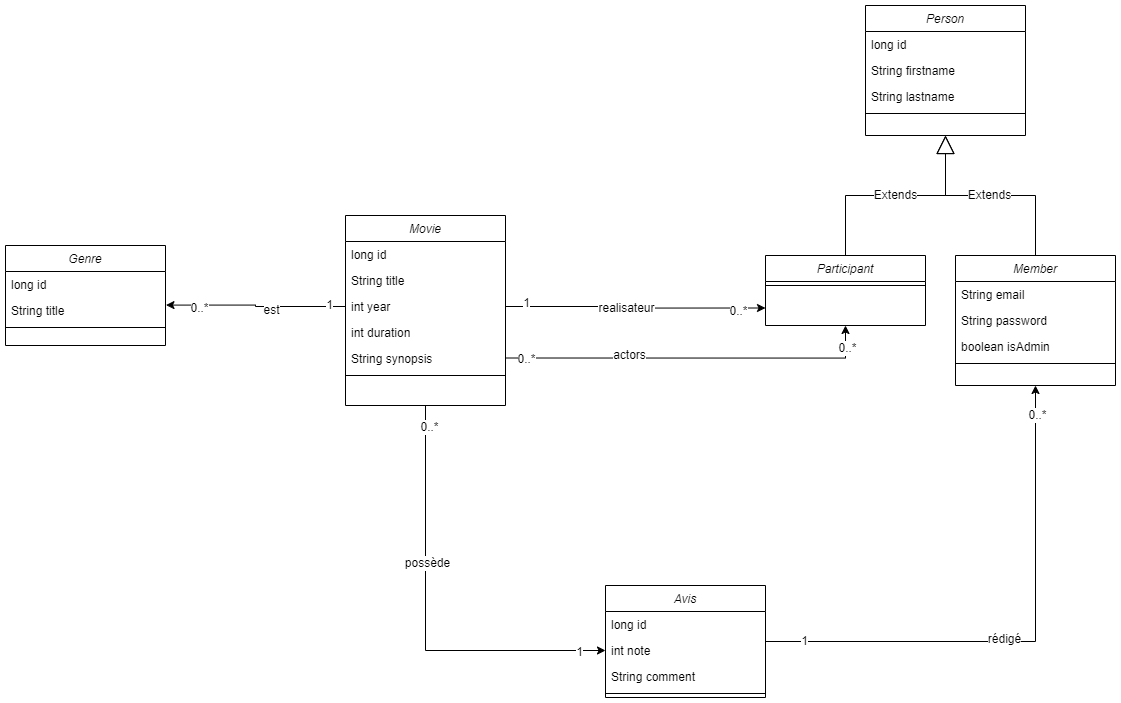 Person
long id
String firstname
String lastname
Extends
Extends
Genre
long id
String title
0..*
est
1
Movie
long id
String title
int year
int duration
String synopsis
1
realisateur
0..*
0..*
actors
0..*
Participant
Member
String email
String password
boolean isAdmin
0..*
0..*
possède
1
Avis
long id
int note
String comment
1
rédigé